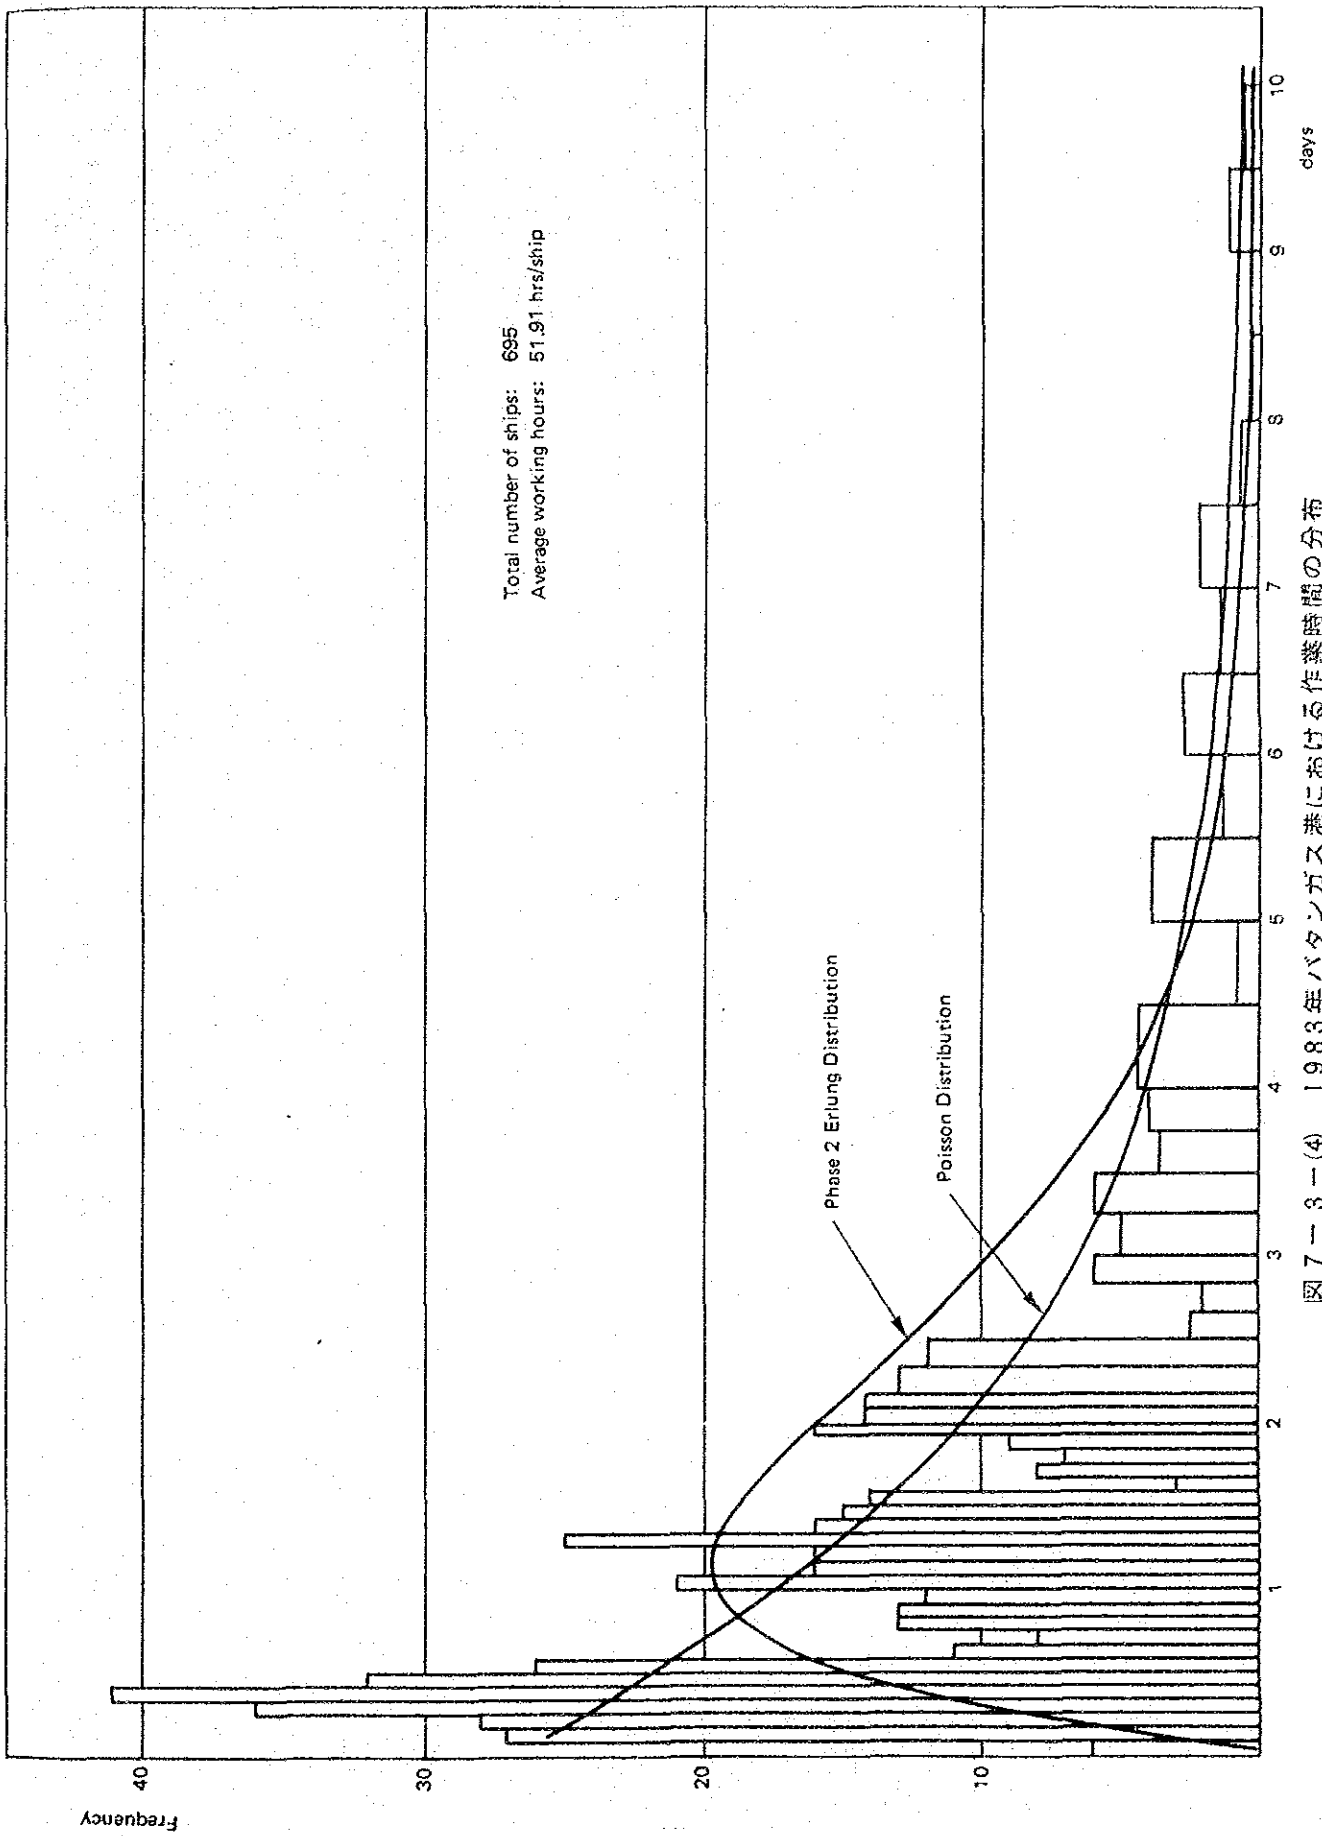 Frequency
40
30
20
10
Total number of ships: 695
Average working hours: 51.91 hrs/ship
Phase 2 Erlung Distribution
Poisson Distribution
1 2 3 4 5 6 7 8 9 10
days
図7-3-(4) 1983年バタンガス港における作業時間の分布